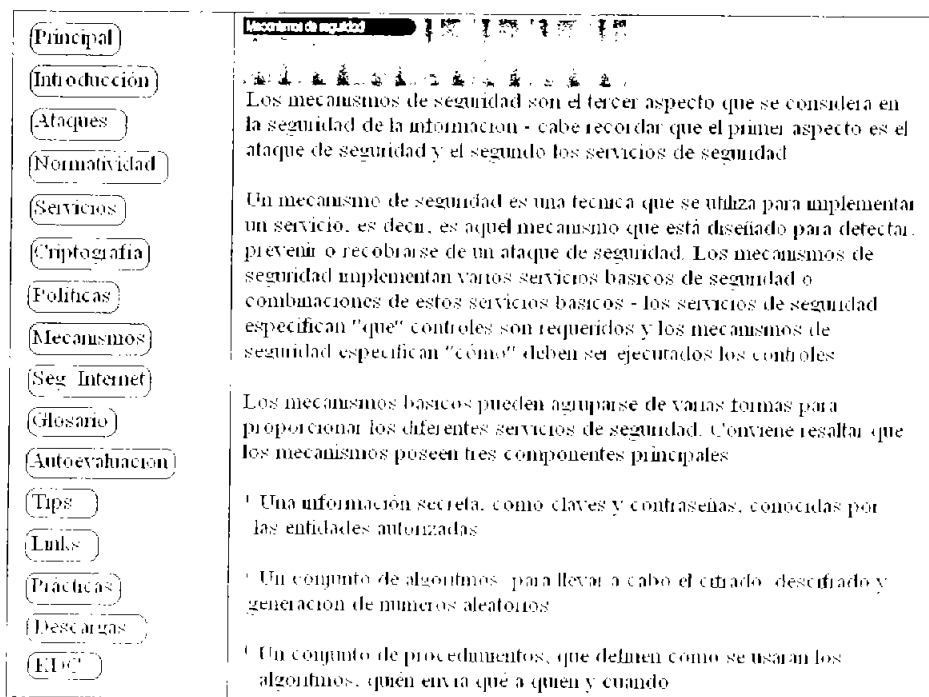 Principal
Introducción
Ataques
Normatividad
Servicios
Criptografía
Políticas
Mecanismos
Seg. Internet
Glosario
Autoevaluación
Tips
Links
Prácticas
Descargas
EDC
Mecanismos de seguridad
Los mecanismos de seguridad son el tercer aspecto que se considera en
la seguridad de la información - cabe recordar que el primer aspecto es el
ataque de seguridad y el segundo los servicios de seguridad
Un mecanismo de seguridad es una técnica que se utiliza para implementar
un servicio, es decir, es aquel mecanismo que está diseñado para detectar,
prevenir o recobrarse de un ataque de seguridad. Los mecanismos de
seguridad implementan varios servicios básicos de seguridad o
combinaciones de estos servicios básicos - los servicios de seguridad
especifican "qué" controles son requeridos y los mecanismos de
seguridad especifican "cómo" deben ser ejecutados los controles
Los mecanismos básicos pueden agruparse de varias formas para
proporcionar los diferentes servicios de seguridad. Conviene resaltar que
los mecanismos poseen tres componentes principales
Una información secreta, como claves y contraseñas, conocidas por
las entidades autorizadas
Un conjunto de algoritmos, para llevar a cabo el cifrado, descifrado y
generación de números aleatorios
Un conjunto de procedimientos, que definen cómo se usarán los
algoritmos, quién envía qué a quién y cuándo